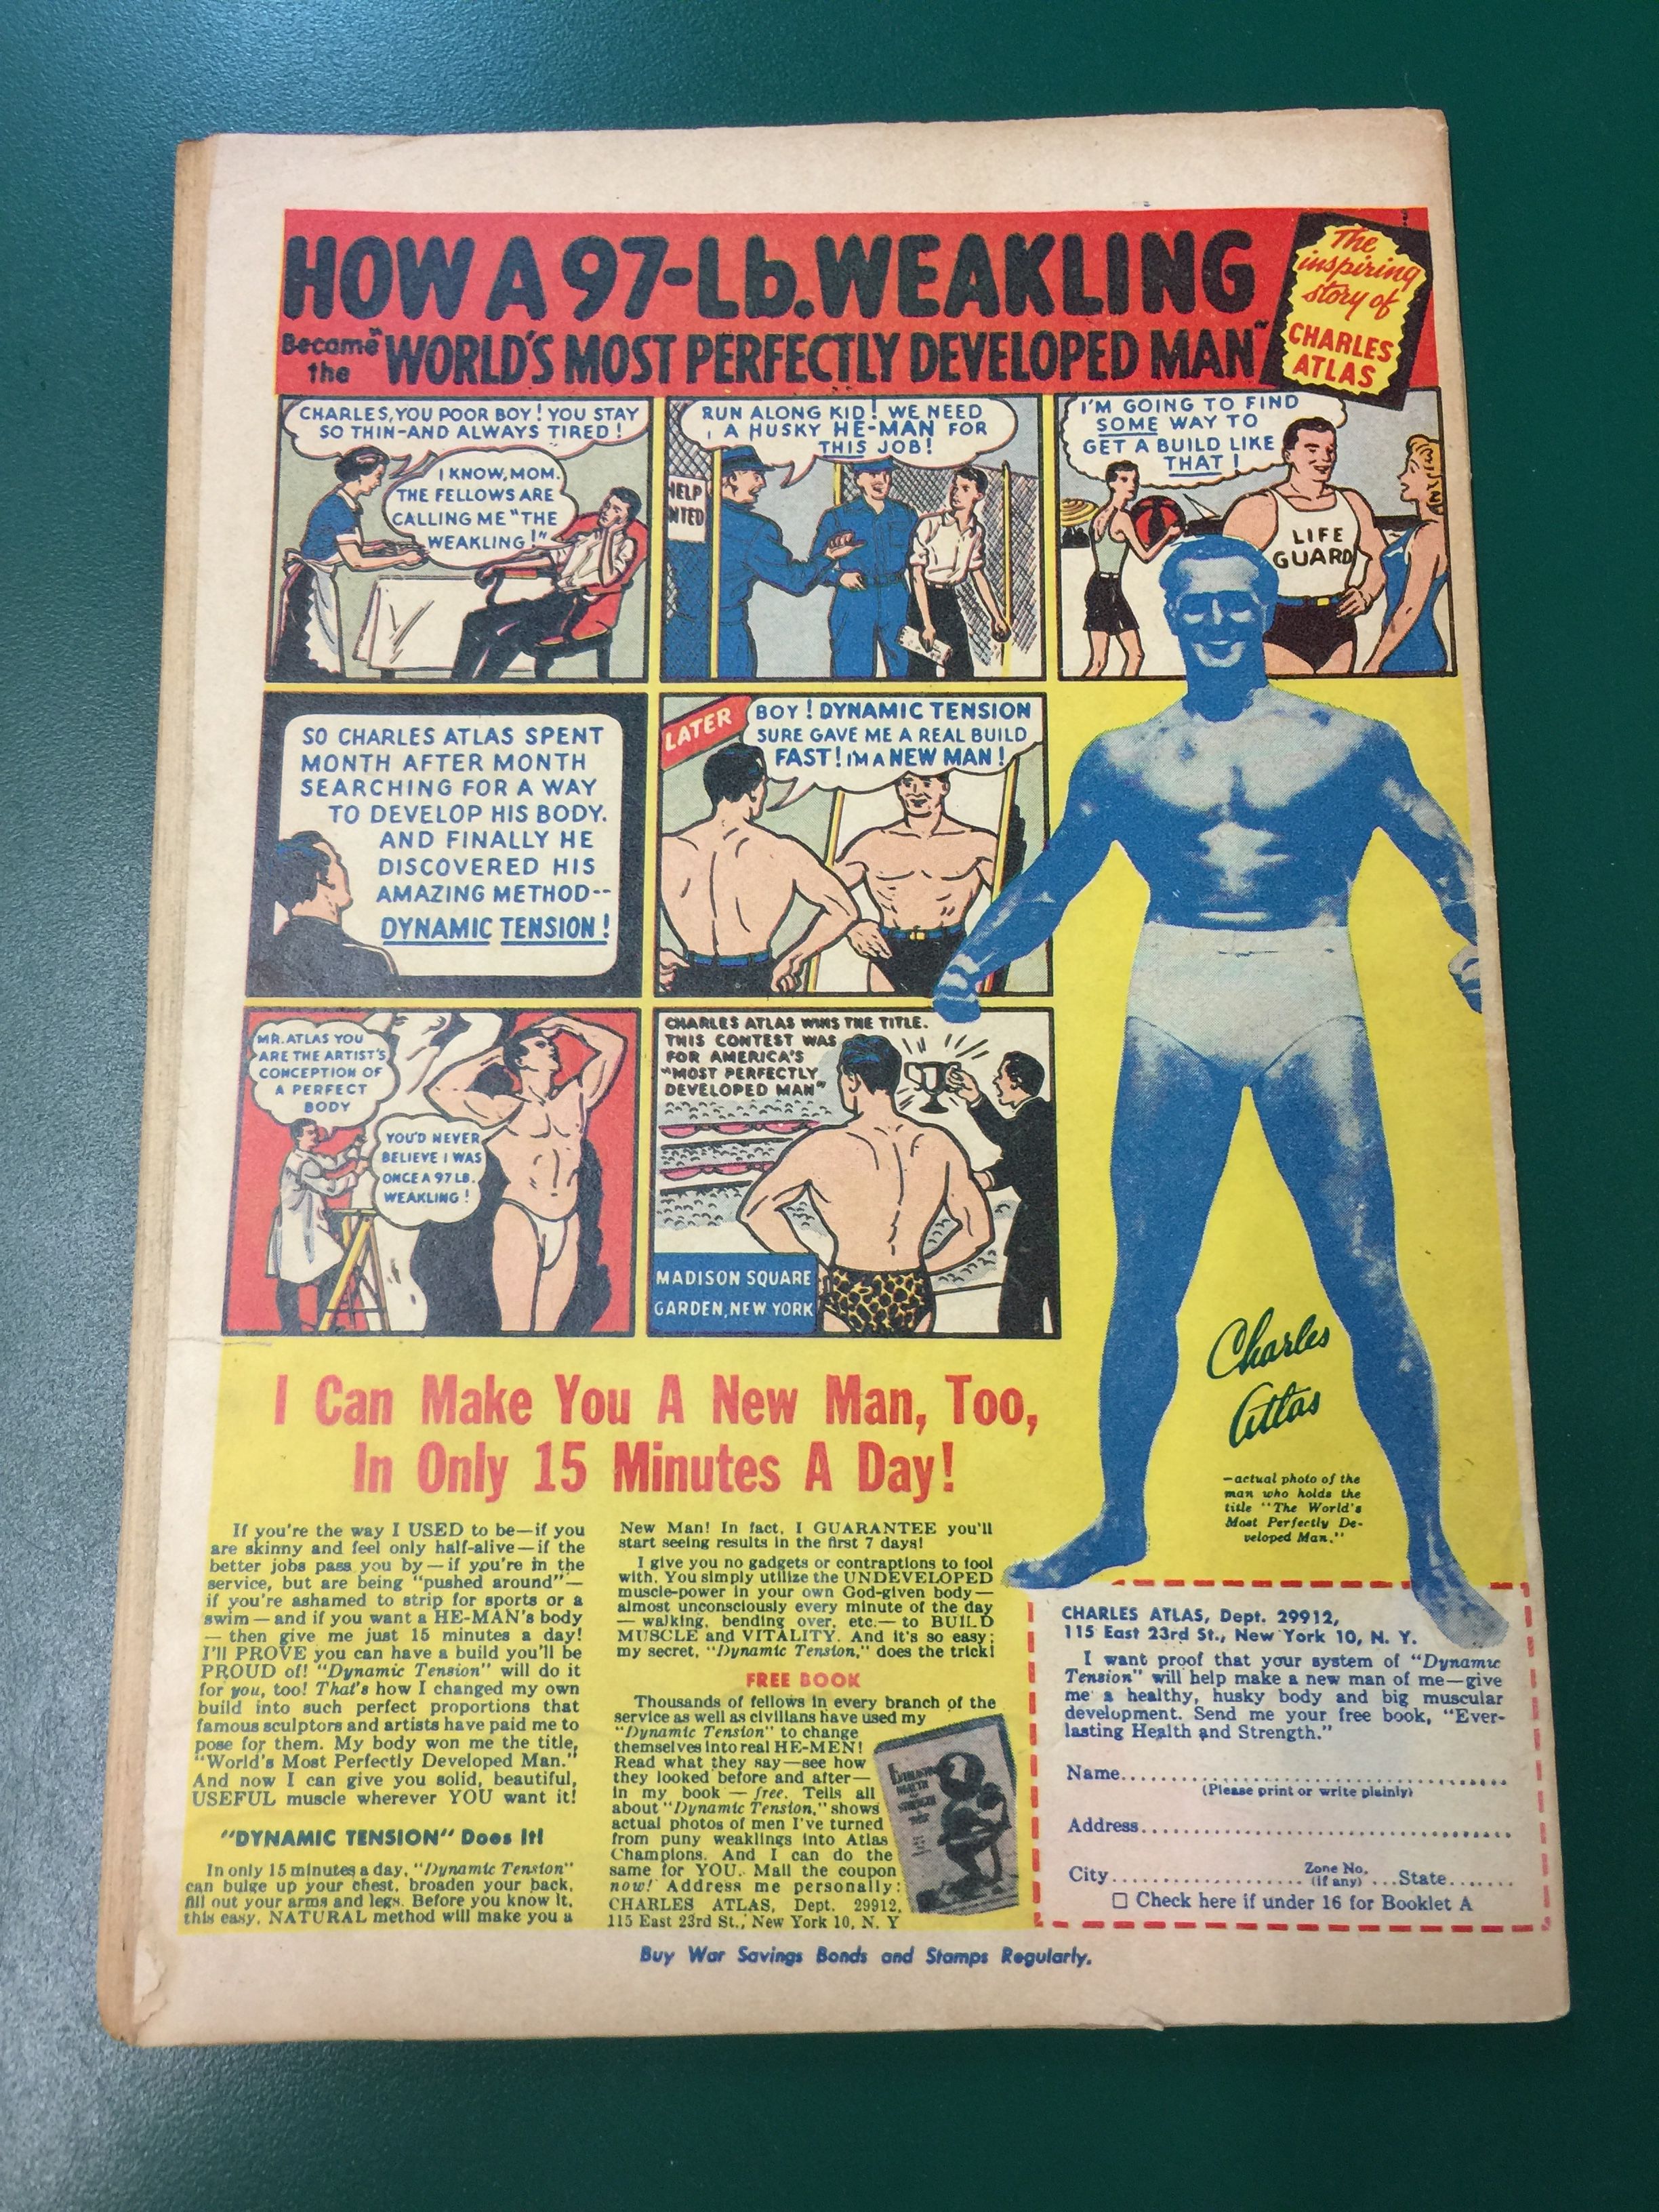 HOW A 97-Lb. WEAKLING
Became the "WORLD'S MOST PERFECTLY DEVELOPED MAN"
The
inspiring
story of
CHARLES
ATLAS
CHARLES, YOU POOR BOY! YOU STAY
SO THIN-AND ALWAYS TIRED!
I KNOW, MOM.
THE FELLOWS ARE
CALLING ME "THE
WEAKLING!"
RUN ALONG KID! WE NEED
A HUSKY HE-MAN FOR
THIS JOB!
HELP
NTED
I'M GOING TO FIND
SOME WAY TO
GET A BUILD LIKE
THAT!
LIFE
GUARD
SO CHARLES ATLAS SPENT
MONTH AFTER MONTH
SEARCHING FOR A WAY
TO DEVELOP HIS BODY.
AND FINALLY HE
DISCOVERED HIS
AMAZING METHOD--
DYNAMIC TENSION!
LATER
BOY! DYNAMIC TENSION
SURE GAVE ME A REAL BUILD
FAST! I'M A NEW MAN!
MR. ATLAS YOU
ARE THE ARTIST'S
CONCEPTION OF
A PERFECT
BODY
YOU'D NEVER
BELIEVE I WAS
ONCE A 97 LB.
WEAKLING!
CHARLES ATLAS WINS THE TITLE.
THIS CONTEST WAS
FOR AMERICA'S
"MOST PERFECTLY
DEVELOPED MAN"
MADISON SQUARE
GARDEN, NEW YORK
Charles
Atlas
—actual photo of the
man who holds the
title "The World's
Most Perfectly De-
veloped Man."
I Can Make You A New Man, Too,
In Only 15 Minutes A Day!
If you're the way I USED to be—if you
are skinny and feel only half-alive—if the
better jobs pass you by—if you're in the
service, but are being "pushed around"—
if you're ashamed to strip for sports or a
swim—and if you want a HE-MAN's body
—then give me just 15 minutes a day!
I'll PROVE you can have a build you'll be
PROUD of! "Dynamic Tension" will do it
for you, too! That's how I changed my own
build into such perfect proportions that
famous sculptors and artists have paid me to
pose for them. My body won me the title,
"World's Most Perfectly Developed Man."
And now I can give you solid, beautiful,
USEFUL muscle wherever YOU want it!
"DYNAMIC TENSION" Does It!
In only 15 minutes a day, "Dynamic Tension"
can bulge up your chest, broaden your back,
fill out your arms and legs. Before you know it,
this easy, NATURAL method will make you a
New Man! In fact, I GUARANTEE you'll
start seeing results in the first 7 days!
I give you no gadgets or contraptions to fool
with. You simply utilize the UNDEVELOPED
muscle-power in your own God-given body—
almost unconsciously every minute of the day
—walking, bending over, etc.—to BUILD
MUSCLE and VITALITY. And it's so easy;
my secret, "Dynamic Tension," does the trick!
FREE BOOK
Thousands of fellows in every branch of the
service as well as civilians have used my
"Dynamic Tension" to change
themselves into real HE-MEN!
Read what they say—see how
they looked before and after—
in my book—free. Tells all
about "Dynamic Tension," shows
actual photos of men I've turned
from puny weaklings into Atlas
Champions. And I can do the
same for YOU. Mail the coupon
now! Address me personally:
CHARLES ATLAS, Dept. 29912,
115 East 23rd St., New York 10, N. Y
HEALTH
STRENGTH
CHARLES ATLAS, Dept. 29912,
115 East 23rd St., New York 10, N. Y.
I want proof that your system of "Dynamic
Tension" will help make a new man of me—give
me a healthy, husky body and big muscular
development. Send me your free book, "Ever-
lasting Health and Strength."
Name
(Please print or write plainly)
Address
City Zone No. (If any) State
Check here if under 16 for Booklet A
Buy War Savings Bonds and Stamps Regularly.